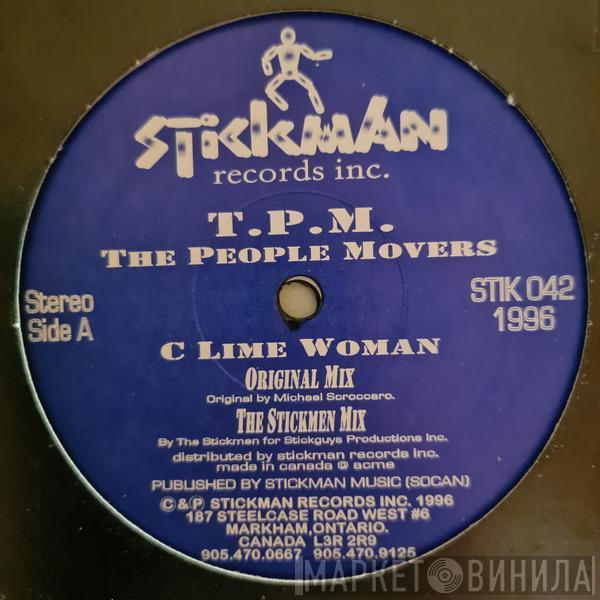 STICKMAN
records inc.
T.P.M.
THE PEOPLE MOVERS
Stereo
Side A
STIK 042
1996
C LIME WOMAN
ORIGINAL MIX
Original by Michael Scroccaro.
THE STICKMEN MIX
By The Stickmen for Stickguys Productions Inc.
distributed by stickman records inc.
made in canada @ acme
PUBLISHED BY STICKMAN MUSIC (SOCAN)
© & ℗ STICKMAN RECORDS INC. 1996
187 STEELCASE ROAD WEST #6
MARKHAM,ONTARIO.
CANADA L3R 2R9
905.470.0667 905.470.9125
МАРКЕТ ВИНИЛА